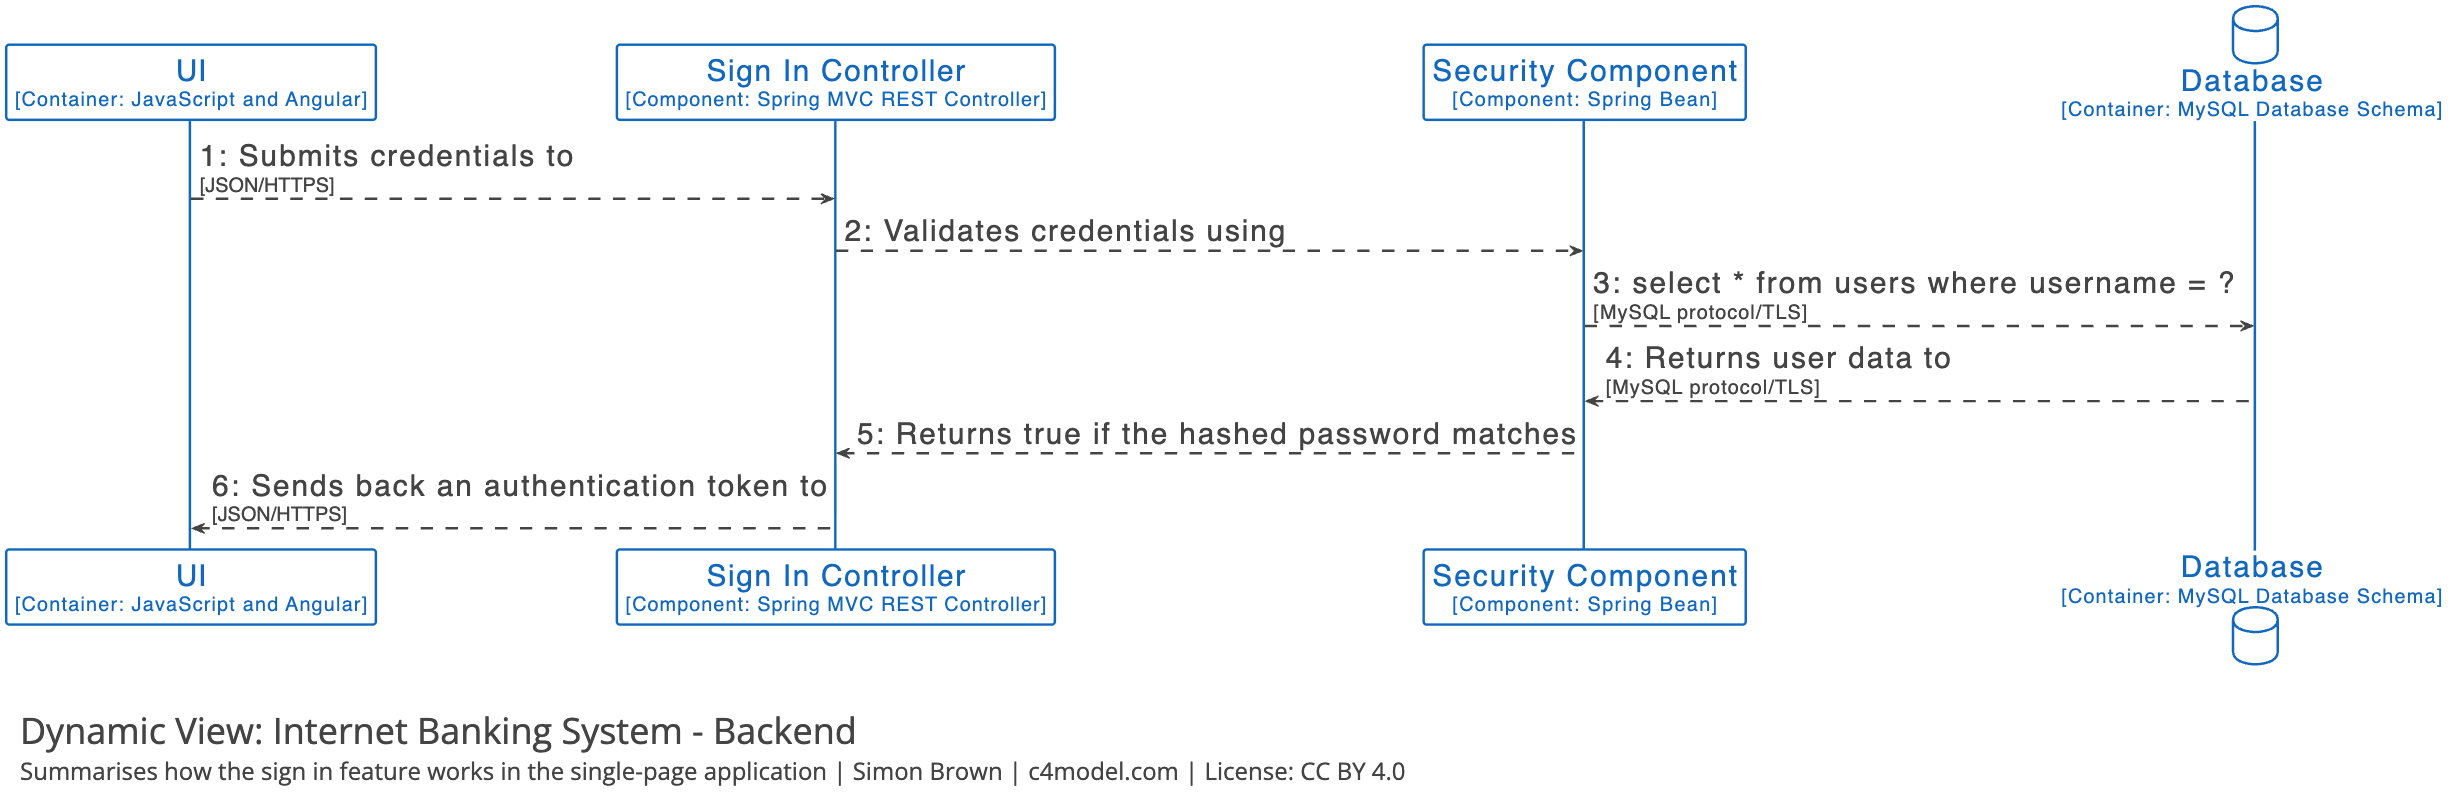 UI
[Container: JavaScript and Angular]
Sign In Controller
[Component: Spring MVC REST Controller]
Security Component
[Component: Spring Bean]
Database
[Container: MySQL Database Schema]
1: Submits credentials to
[JSON/HTTPS]
2: Validates credentials using
3: select * from users where username = ?
[MySQL protocol/TLS]
4: Returns user data to
[MySQL protocol/TLS]
5: Returns true if the hashed password matches
6: Sends back an authentication token to
[JSON/HTTPS]
UI
[Container: JavaScript and Angular]
Sign In Controller
[Component: Spring MVC REST Controller]
Security Component
[Component: Spring Bean]
Database
[Container: MySQL Database Schema]
Dynamic View: Internet Banking System - Backend
Summarises how the sign in feature works in the single-page application | Simon Brown | c4model.com | License: CC BY 4.0